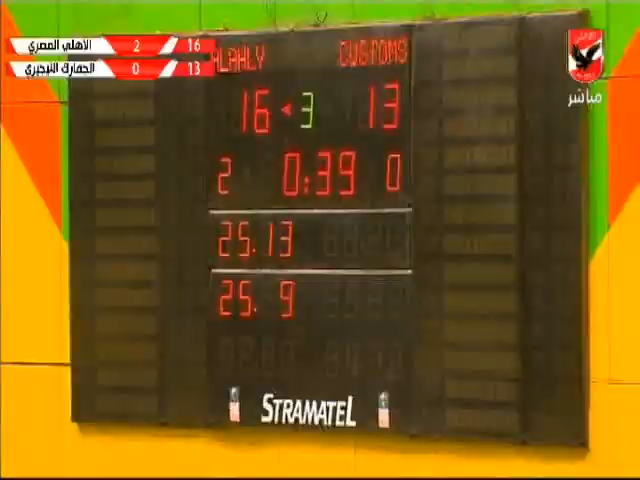 الأهلي المصري 2 16
الجمارك النيجيري 0 13
مباشر
ALAHLY CUSTOMS
16 3 13
2 0:39 0
25.13
25. 9
STRAMATEL